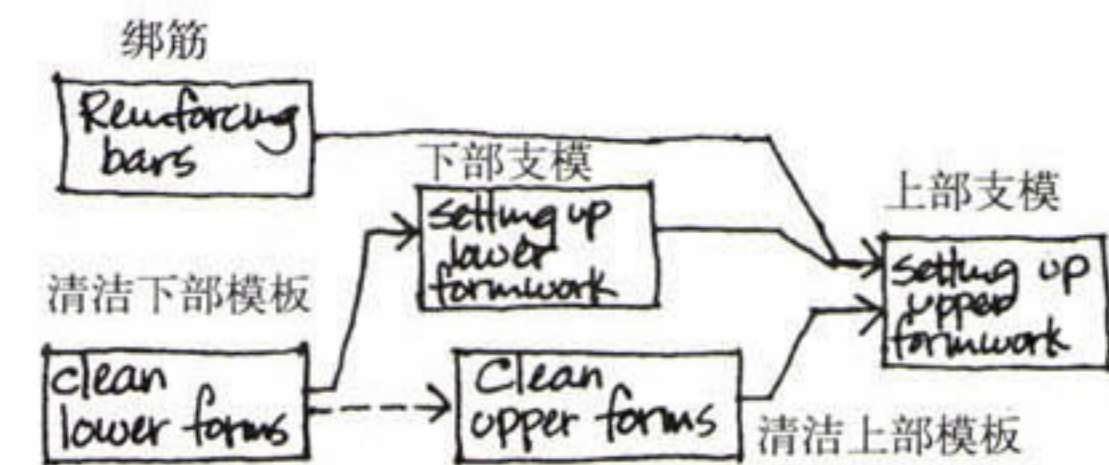 绑筋
Reinforcing
bars
下部支模
setting up
lower
formwork
上部支模
setting up
upper
formwork
清洁下部模板
clean
lower forms
Clean
upper forms
清洁上部模板